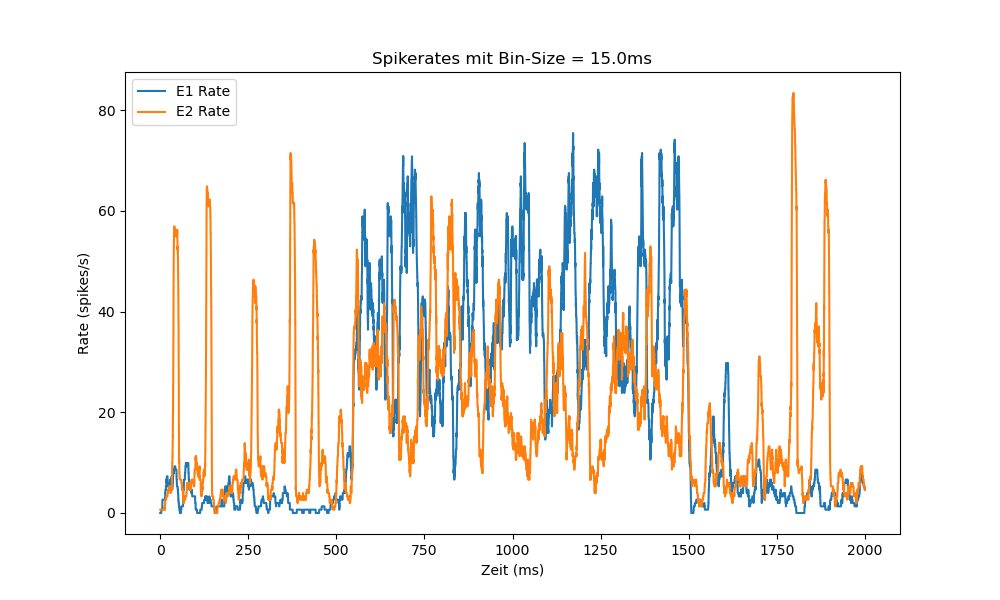 Spikerates mit Bin-Size = 15.0ms
E1 Rate
E2 Rate
80
60
40
20
0
Rate (spikes/s)
0 250 500 750 1000 1250 1500 1750 2000
Zeit (ms)